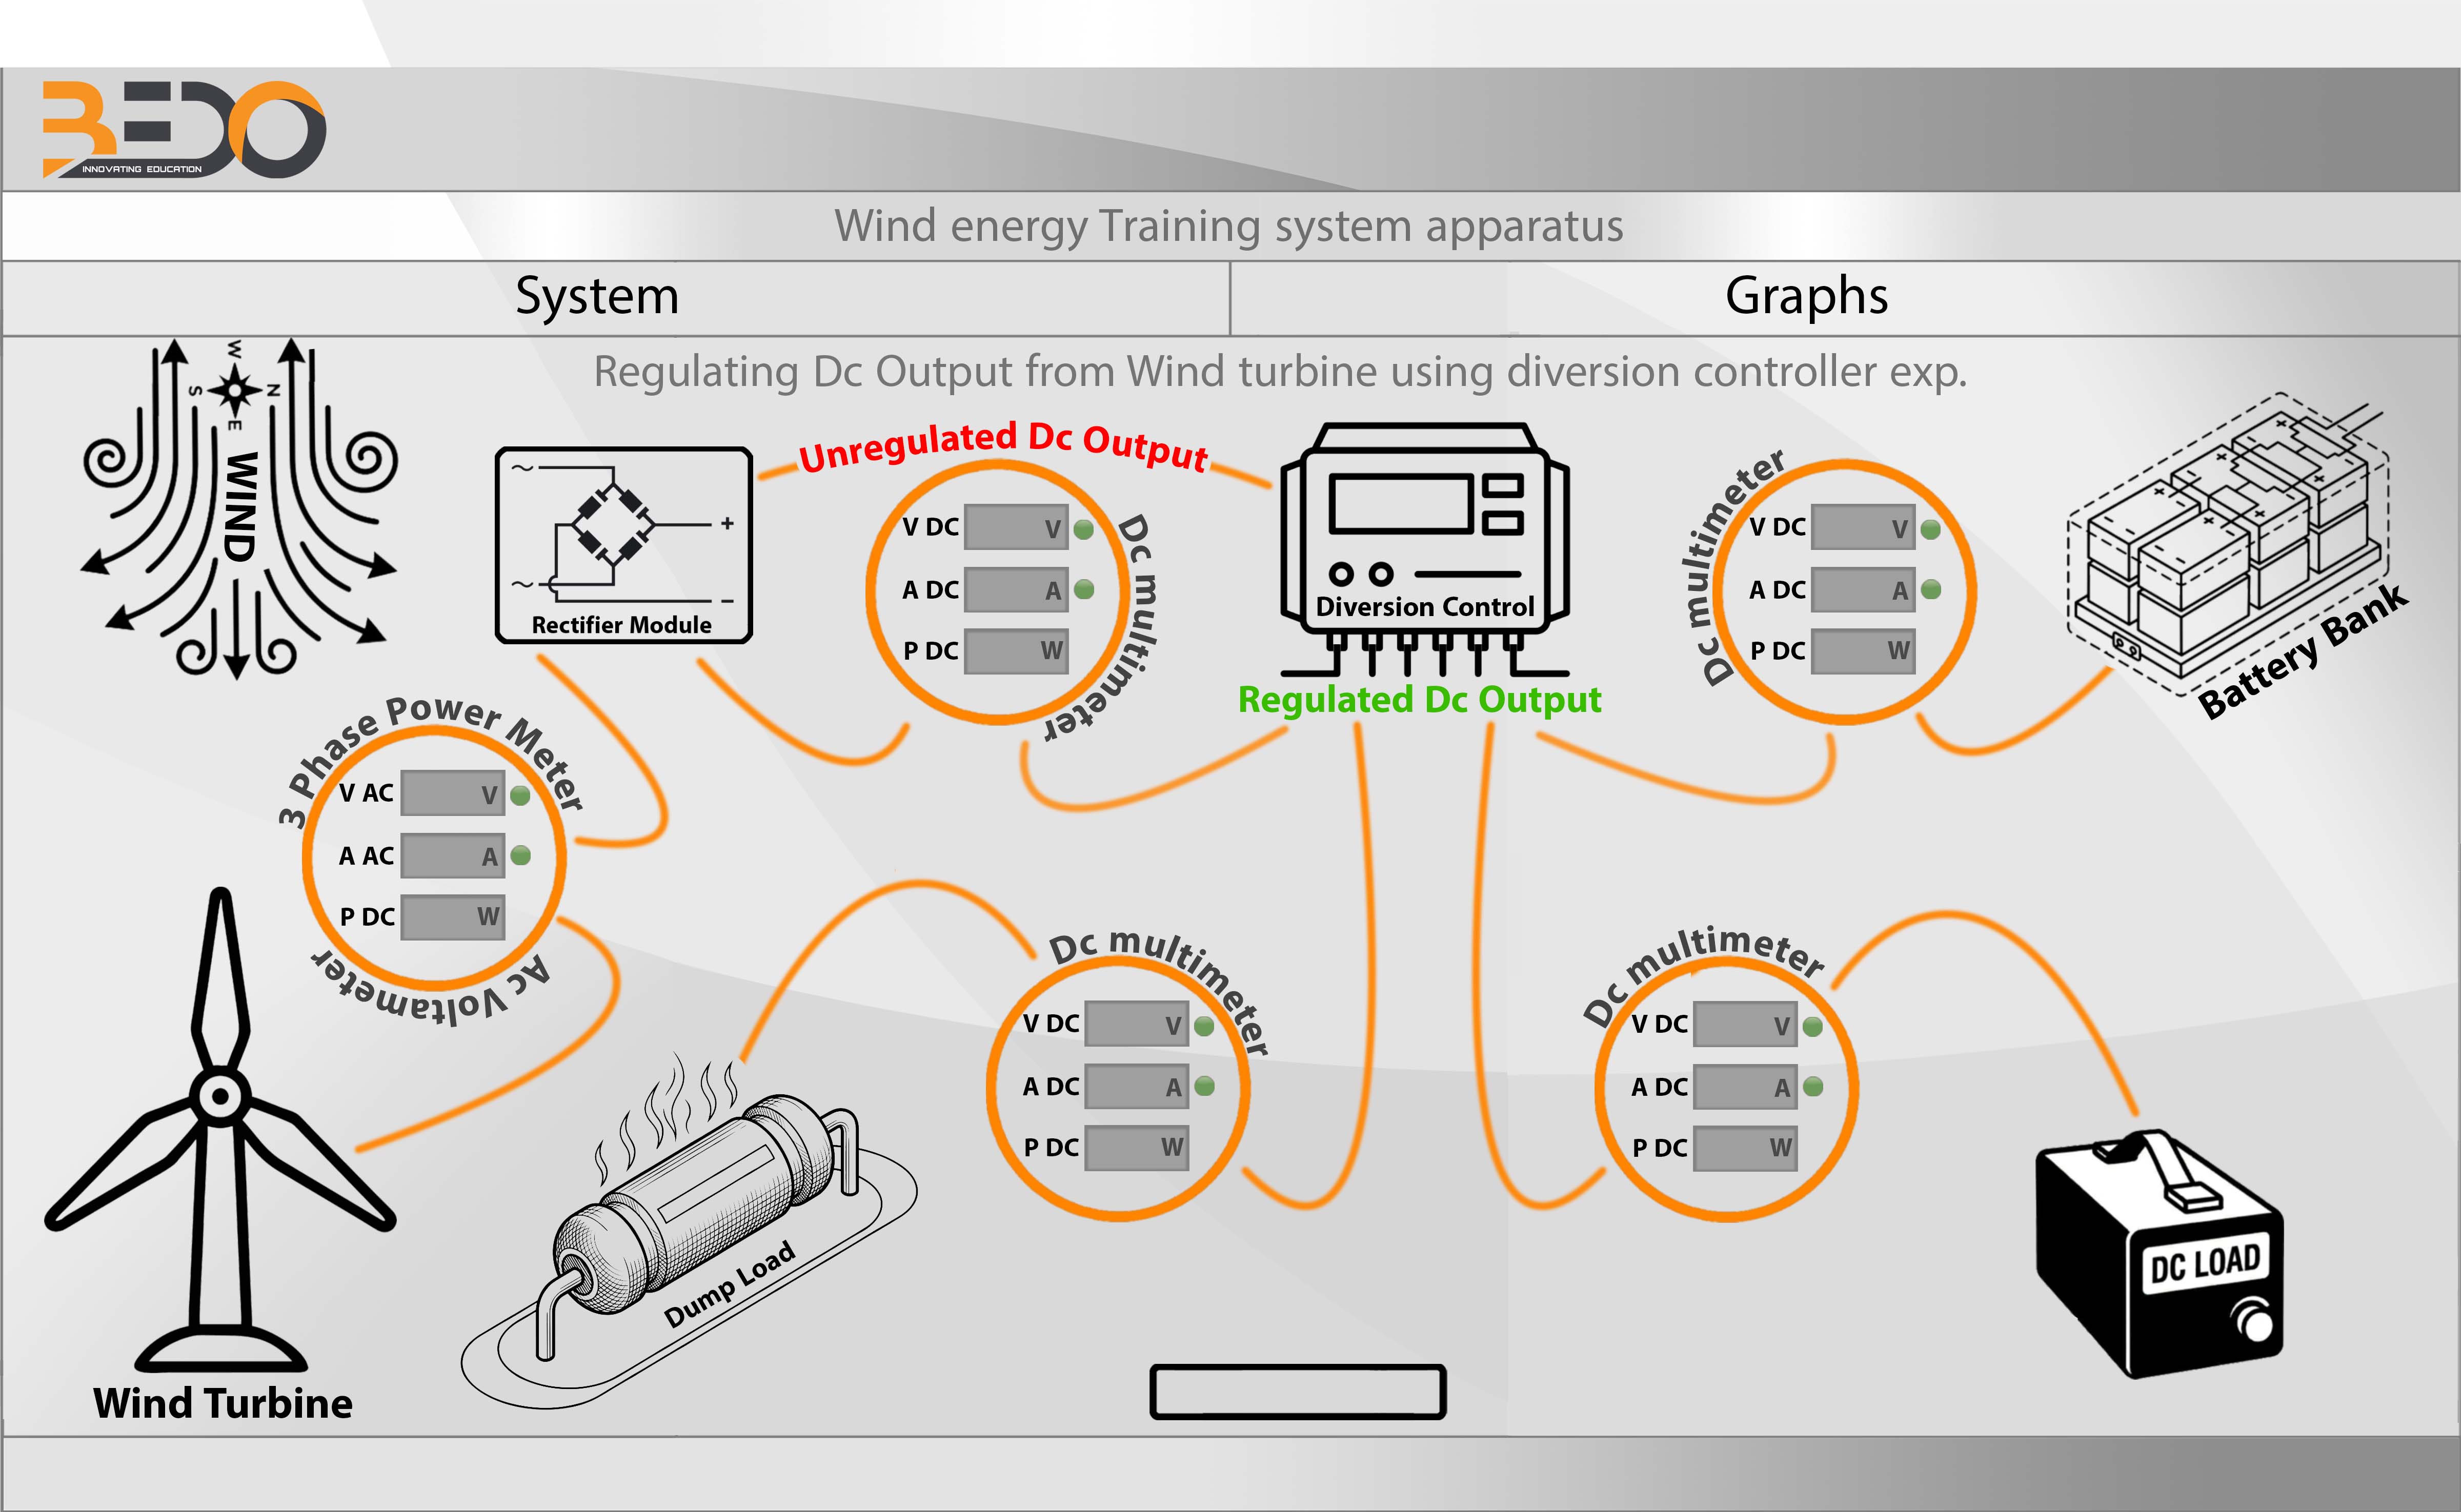 BEDO
INNOVATING EDUCATION
Wind energy Training system apparatus
System
Graphs
Regulating Dc Output from Wind turbine using diversion controller exp.
W
S
N
E
WIND
~
~
+
−
Rectifier Module
Unregulated Dc Output
V DC V
A DC A
P DC W
Dc multimeter
Diversion Control
Regulated Dc Output
Dc multimeter
V DC V
A DC A
P DC W
Battery Bank
3 Phase Power Meter
V AC V
A AC A
P DC W
Ac Voltameter
Wind Turbine
Dump Load
Dc multimeter
V DC V
A DC A
P DC W
Dc multimeter
V DC V
A DC A
P DC W
DC LOAD